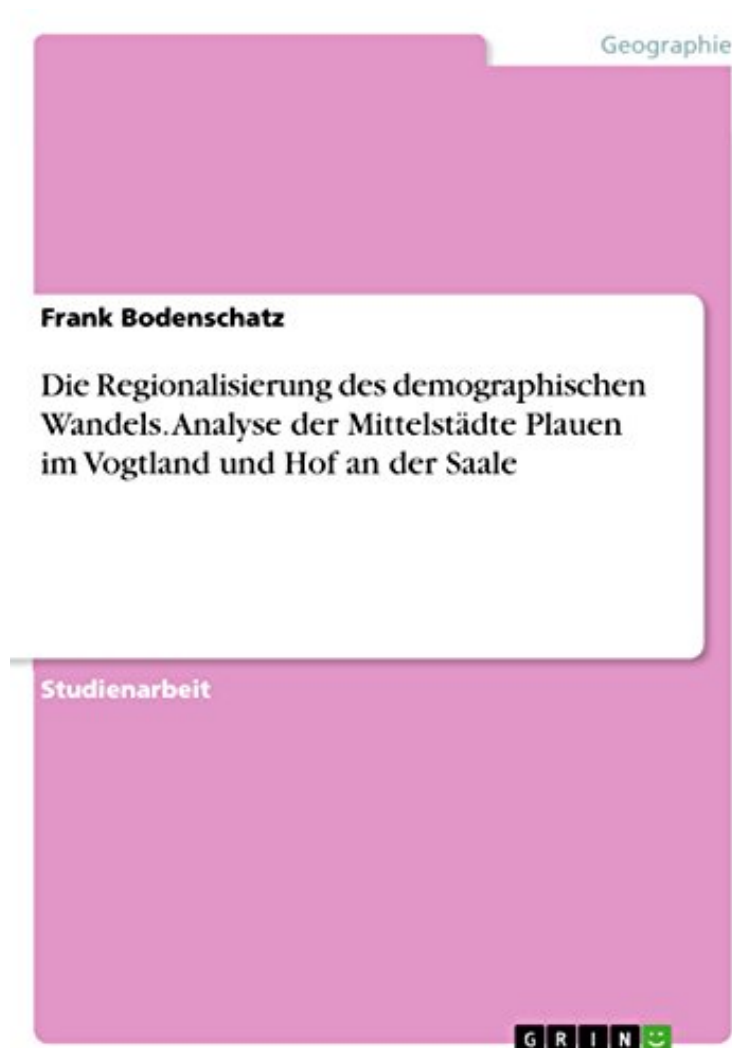 Geographie
Frank Bodenschatz
Die Regionalisierung des demographischen
Wandels. Analyse der Mittelstädte Plauen
im Vogtland und Hof an der Saale
Studienarbeit
GRIN